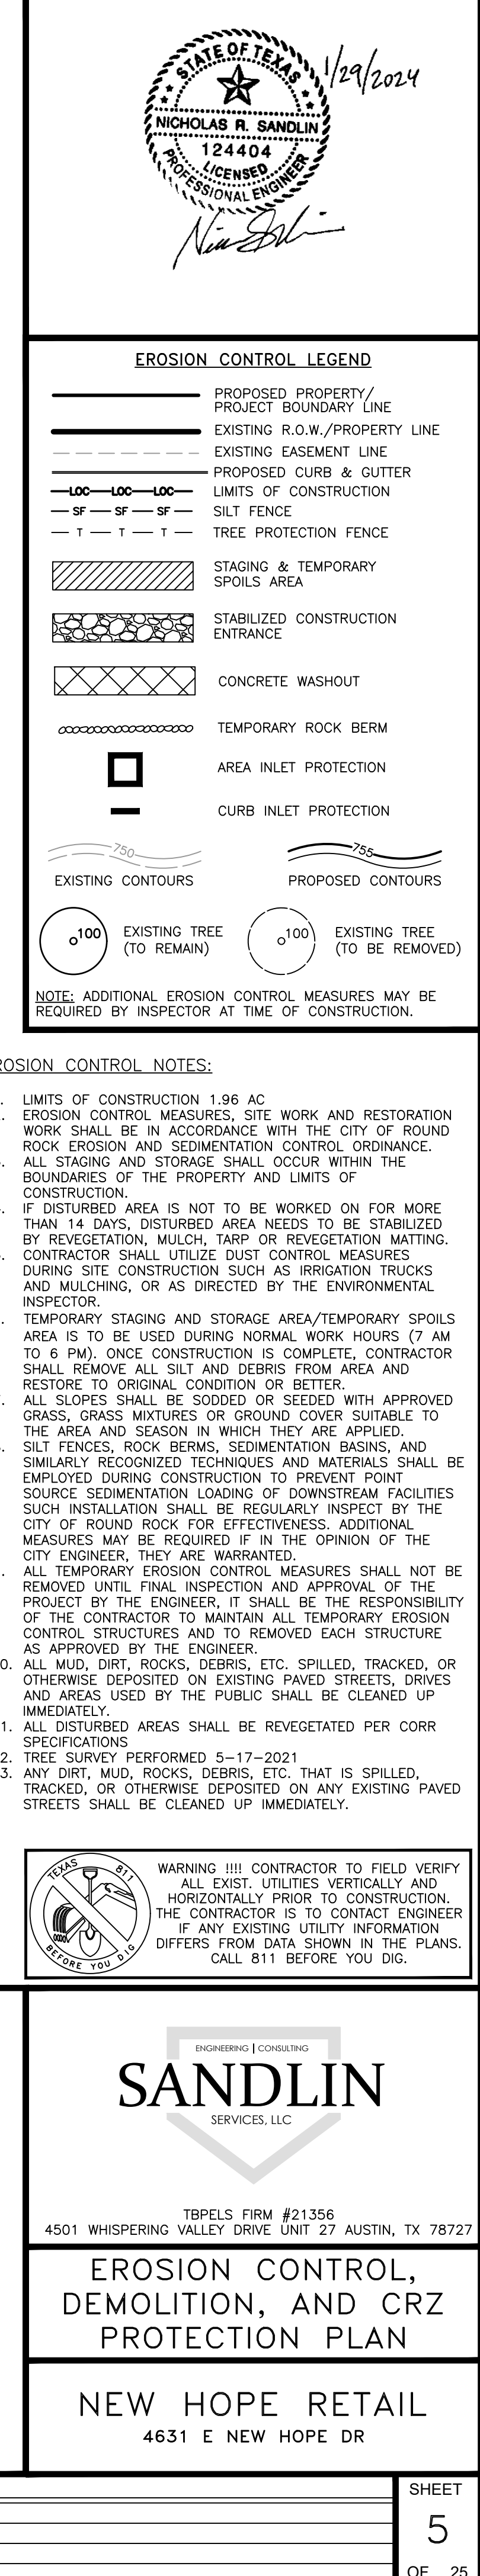 STATE OF TEXAS
1/29/2024
NICHOLAS R. SANDLIN
124404
LICENSED
PROFESSIONAL ENGINEER
EROSION CONTROL LEGEND
PROPOSED PROPERTY/
PROJECT BOUNDARY LINE
EXISTING R.O.W./PROPERTY LINE
EXISTING EASEMENT LINE
PROPOSED CURB & GUTTER
LOC LOC LOC LIMITS OF CONSTRUCTION
SF SF SF SILT FENCE
T T T TREE PROTECTION FENCE
STAGING & TEMPORARY
SPOILS AREA
STABILIZED CONSTRUCTION
ENTRANCE
CONCRETE WASHOUT
TEMPORARY ROCK BERM
AREA INLET PROTECTION
CURB INLET PROTECTION
750 755
EXISTING CONTOURS PROPOSED CONTOURS
100 EXISTING TREE
(TO REMAIN)
100 EXISTING TREE
(TO BE REMOVED)
NOTE: ADDITIONAL EROSION CONTROL MEASURES MAY BE
REQUIRED BY INSPECTOR AT TIME OF CONSTRUCTION.
ROSION CONTROL NOTES:
. LIMITS OF CONSTRUCTION 1.96 AC
. EROSION CONTROL MEASURES, SITE WORK AND RESTORATION
WORK SHALL BE IN ACCORDANCE WITH THE CITY OF ROUND
ROCK EROSION AND SEDIMENTATION CONTROL ORDINANCE.
. ALL STAGING AND STORAGE SHALL OCCUR WITHIN THE
BOUNDARIES OF THE PROPERTY AND LIMITS OF
CONSTRUCTION.
. IF DISTURBED AREA IS NOT TO BE WORKED ON FOR MORE
THAN 14 DAYS, DISTURBED AREA NEEDS TO BE STABILIZED
BY REVEGETATION, MULCH, TARP OR REVEGETATION MATTING.
. CONTRACTOR SHALL UTILIZE DUST CONTROL MEASURES
DURING SITE CONSTRUCTION SUCH AS IRRIGATION TRUCKS
AND MULCHING, OR AS DIRECTED BY THE ENVIRONMENTAL
INSPECTOR.
. TEMPORARY STAGING AND STORAGE AREA/TEMPORARY SPOILS
AREA IS TO BE USED DURING NORMAL WORK HOURS (7 AM
TO 6 PM). ONCE CONSTRUCTION IS COMPLETE, CONTRACTOR
SHALL REMOVE ALL SILT AND DEBRIS FROM AREA AND
RESTORE TO ORIGINAL CONDITION OR BETTER.
. ALL SLOPES SHALL BE SODDED OR SEEDED WITH APPROVED
GRASS, GRASS MIXTURES OR GROUND COVER SUITABLE TO
THE AREA AND SEASON IN WHICH THEY ARE APPLIED.
. SILT FENCES, ROCK BERMS, SEDIMENTATION BASINS, AND
SIMILARLY RECOGNIZED TECHNIQUES AND MATERIALS SHALL BE
EMPLOYED DURING CONSTRUCTION TO PREVENT POINT
SOURCE SEDIMENTATION LOADING OF DOWNSTREAM FACILITIES
SUCH INSTALLATION SHALL BE REGULARLY INSPECT BY THE
CITY OF ROUND ROCK FOR EFFECTIVENESS. ADDITIONAL
MEASURES MAY BE REQUIRED IF IN THE OPINION OF THE
CITY ENGINEER, THEY ARE WARRANTED.
. ALL TEMPORARY EROSION CONTROL MEASURES SHALL NOT BE
REMOVED UNTIL FINAL INSPECTION AND APPROVAL OF THE
PROJECT BY THE ENGINEER, IT SHALL BE THE RESPONSIBILITY
OF THE CONTRACTOR TO MAINTAIN ALL TEMPORARY EROSION
CONTROL STRUCTURES AND TO REMOVED EACH STRUCTURE
AS APPROVED BY THE ENGINEER.
0. ALL MUD, DIRT, ROCKS, DEBRIS, ETC. SPILLED, TRACKED, OR
OTHERWISE DEPOSITED ON EXISTING PAVED STREETS, DRIVES
AND AREAS USED BY THE PUBLIC SHALL BE CLEANED UP
IMMEDIATELY.
1. ALL DISTURBED AREAS SHALL BE REVEGETATED PER CORR
SPECIFICATIONS
2. TREE SURVEY PERFORMED 5-17-2021
3. ANY DIRT, MUD, ROCKS, DEBRIS, ETC. THAT IS SPILLED,
TRACKED, OR OTHERWISE DEPOSITED ON ANY EXISTING PAVED
STREETS SHALL BE CLEANED UP IMMEDIATELY.
TEXAS 811
BEFORE YOU DIG
WARNING !!!! CONTRACTOR TO FIELD VERIFY
ALL EXIST. UTILITIES VERTICALLY AND
HORIZONTALLY PRIOR TO CONSTRUCTION.
THE CONTRACTOR IS TO CONTACT ENGINEER
IF ANY EXISTING UTILITY INFORMATION
DIFFERS FROM DATA SHOWN IN THE PLANS.
CALL 811 BEFORE YOU DIG.
ENGINEERING | CONSULTING
SANDLIN
SERVICES, LLC
TBPELS FIRM #21356
4501 WHISPERING VALLEY DRIVE UNIT 27 AUSTIN, TX 78727
EROSION CONTROL,
DEMOLITION, AND CRZ
PROTECTION PLAN
NEW HOPE RETAIL
4631 E NEW HOPE DR
SHEET
5
OF 25